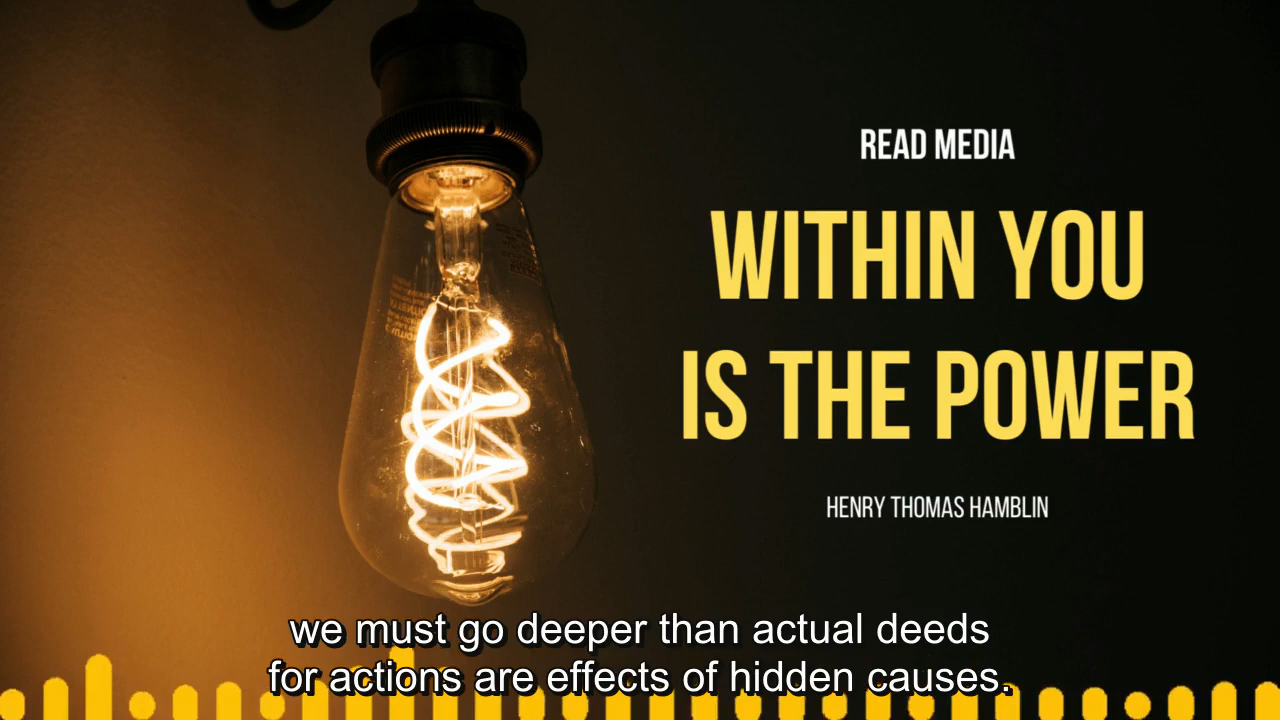 READ MEDIA
WITHIN YOU
IS THE POWER
HENRY THOMAS HAMBLIN
we must go deeper than actual deeds
for actions are effects of hidden causes.